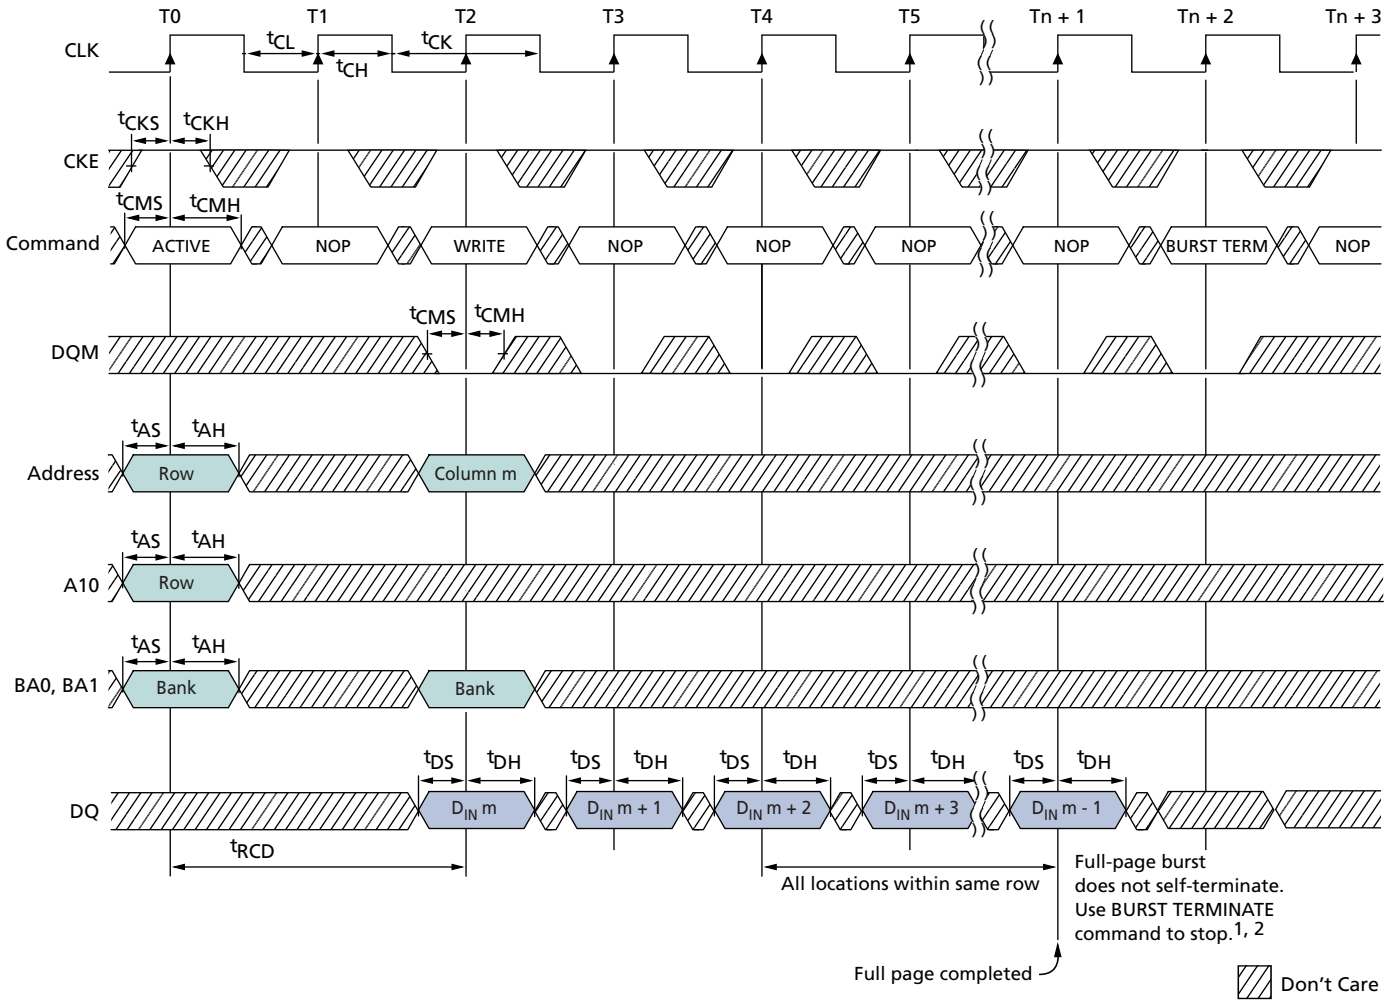 T0 T1 T2 T3 T4 T5 Tn + 1 Tn + 2 Tn + 3
CLK
tCL
tCH
tCK
tCKS tCKH
CKE
tCMS tCMH
Command ACTIVE NOP WRITE NOP NOP NOP NOP BURST TERM NOP
tCMS tCMH
DQM
tAS tAH
Address Row Column m
tAS tAH
A10 Row
tAS tAH
BA0, BA1 Bank Bank
tDS tDH tDS tDH tDS tDH tDS tDH tDS tDH
DQ DIN m DIN m + 1 DIN m + 2 DIN m + 3 DIN m - 1
tRCD
All locations within same row
Full-page burst
does not self-terminate.
Use BURST TERMINATE
command to stop.1, 2
Full page completed
Don't Care